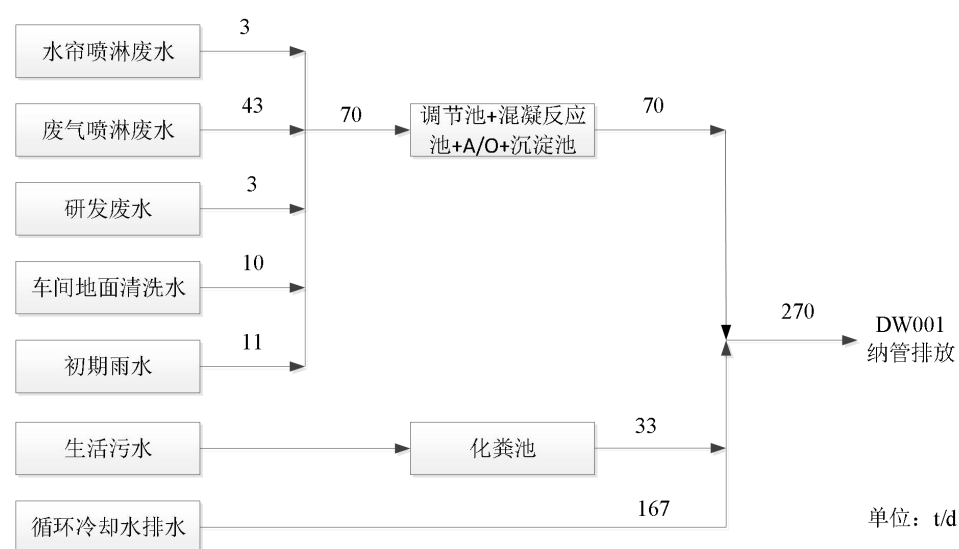 水帘喷淋废水
3
废气喷淋废水
43
70
调节池+混凝反应
池+A/O+沉淀池
70
研发废水
3
车间地面清洗水
10
初期雨水
11
270
DW001
纳管排放
生活污水
化粪池
33
循环冷却水排水
167
单位：t/d